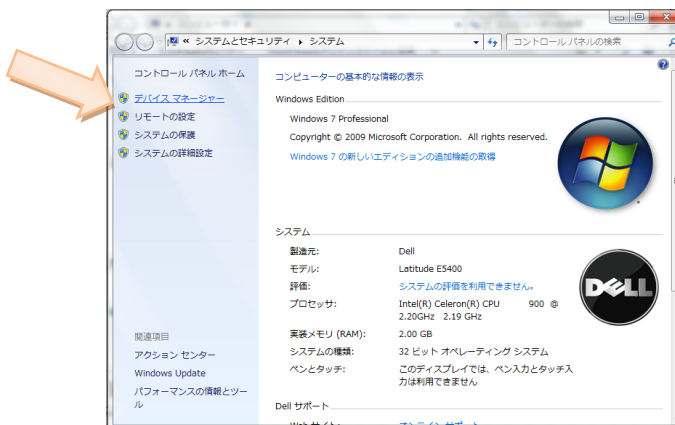 « システムとセキュリティ ▸ システム
コントロール パネルの検索
コントロール パネル ホーム
デバイス マネージャー
リモートの設定
システムの保護
システムの詳細設定
関連項目
アクション センター
Windows Update
パフォーマンスの情報とツー
ル
コンピューターの基本的な情報の表示
Windows Edition
Windows 7 Professional
Copyright © 2009 Microsoft Corporation. All rights reserved.
Windows 7 の新しいエディションの追加機能の取得
システム
製造元: Dell
モデル: Latitude E5400
評価: システムの評価を利用できません。
プロセッサ: Intel(R) Celeron(R) CPU 900 @
2.20GHz 2.19 GHz
実装メモリ (RAM): 2.00 GB
システムの種類: 32 ビット オペレーティング システム
ペンとタッチ: このディスプレイでは、ペン入力とタッチ入
力は利用できません
DELL
Dell サポート
Web サイト: オンライン サポート